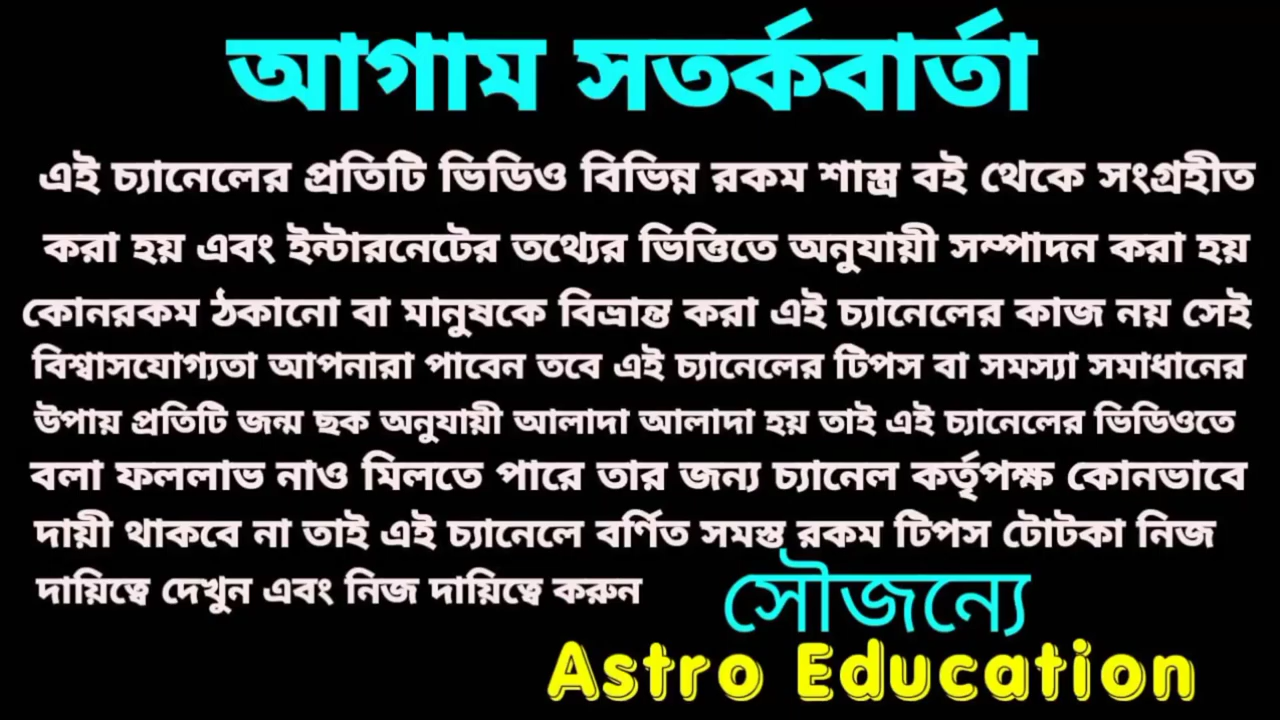 আগাম সতর্কবার্তা
এই চ্যানেলের প্রতিটি ভিডিও বিভিন্ন রকম শাস্ত্র বই থেকে সংগ্রহীত
করা হয় এবং ইন্টারনেটের তথ্যের ভিত্তিতে অনুযায়ী সম্পাদন করা হয়
কোনরকম ঠকানো বা মানুষকে বিভ্রান্ত করা এই চ্যানেলের কাজ নয় সেই
বিশ্বাসযোগ্যতা আপনারা পাবেন তবে এই চ্যানেলের টিপস বা সমস্যা সমাধানের
উপায় প্রতিটি জন্ম ছক অনুযায়ী আলাদা আলাদা হয় তাই এই চ্যানেলের ভিডিওতে
বলা ফললাভ নাও মিলতে পারে তার জন্য চ্যানেল কর্তৃপক্ষ কোনভাবে
দায়ী থাকবে না তাই এই চ্যানেলে বর্ণিত সমস্ত রকম টিপস টোটকা নিজ
দায়িত্বে দেখুন এবং নিজ দায়িত্বে করুন
সৌজন্যে
Astro Education